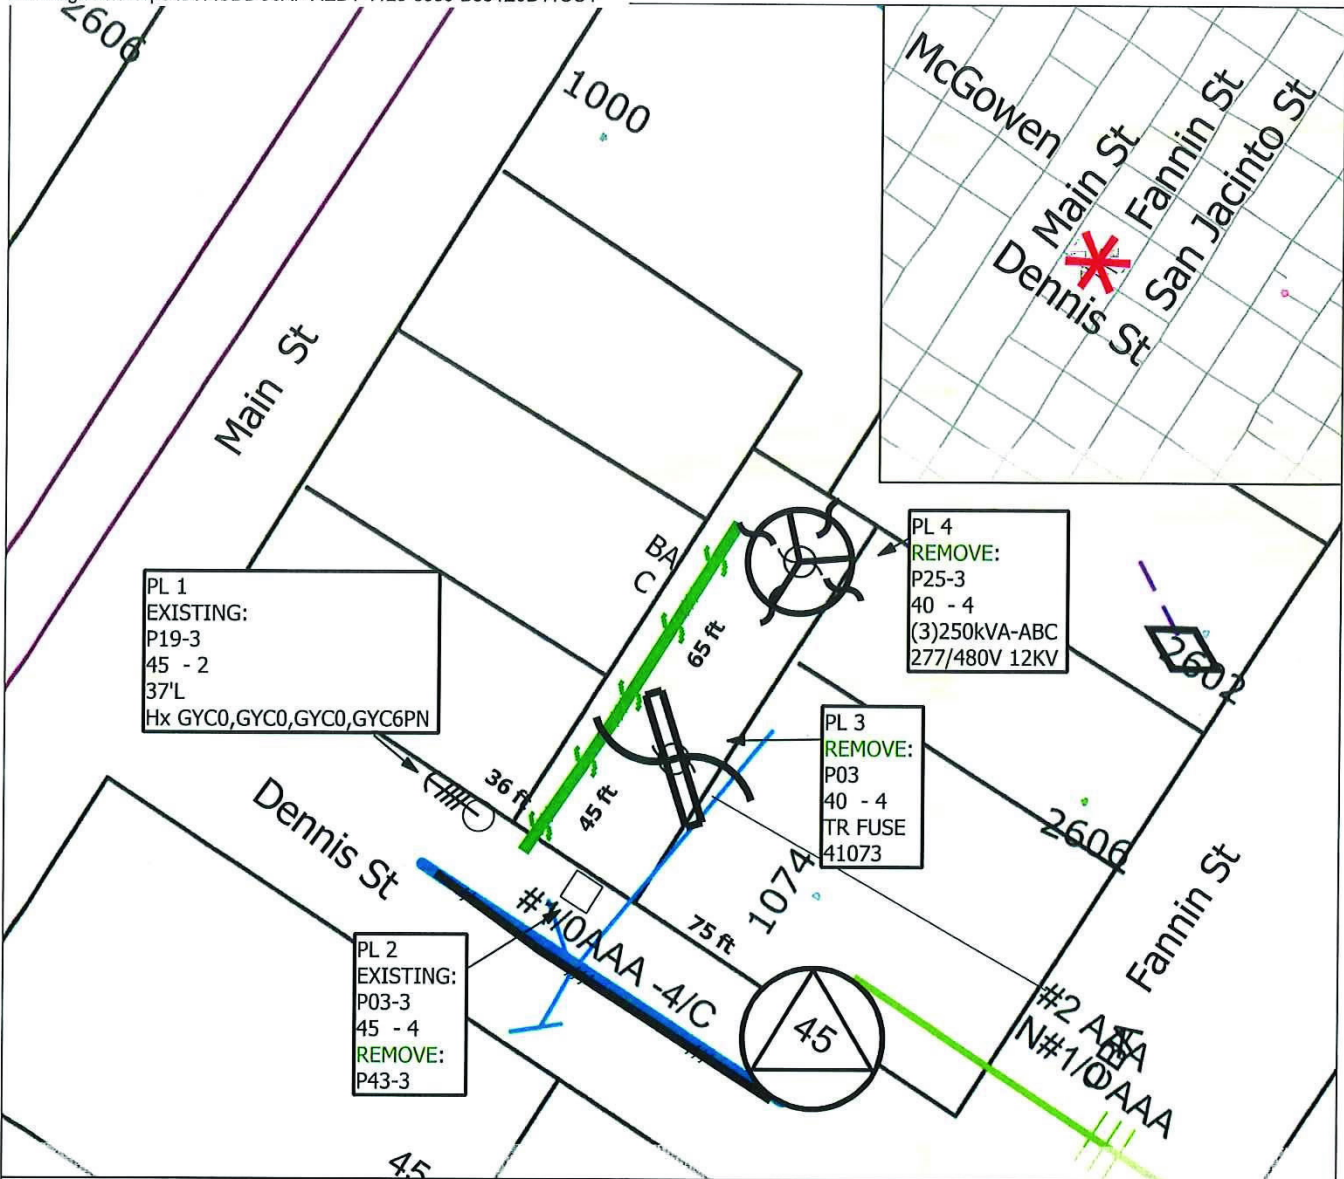 2606
1000
McGowen
Main St
Fannin St
San Jacinto St
Dennis St
Main St
BA
C
65 ft
PL 4
REMOVE:
P25-3
40 - 4
(3)250kVA-ABC
277/480V 12KV
PL 1
EXISTING:
P19-3
45 - 2
37'L
Hx GYC0,GYC0,GYC0,GYC6PN
2602
PL 3
REMOVE:
P03
40 - 4
TR FUSE
41073
36 ft
45 ft
Dennis St
2606
1074
Fannin St
#1/0AAA -4/C
75 ft
PL 2
EXISTING:
P03-3
45 - 4
REMOVE:
P43-3
45
#2 AAA
N#1/0AAA
45